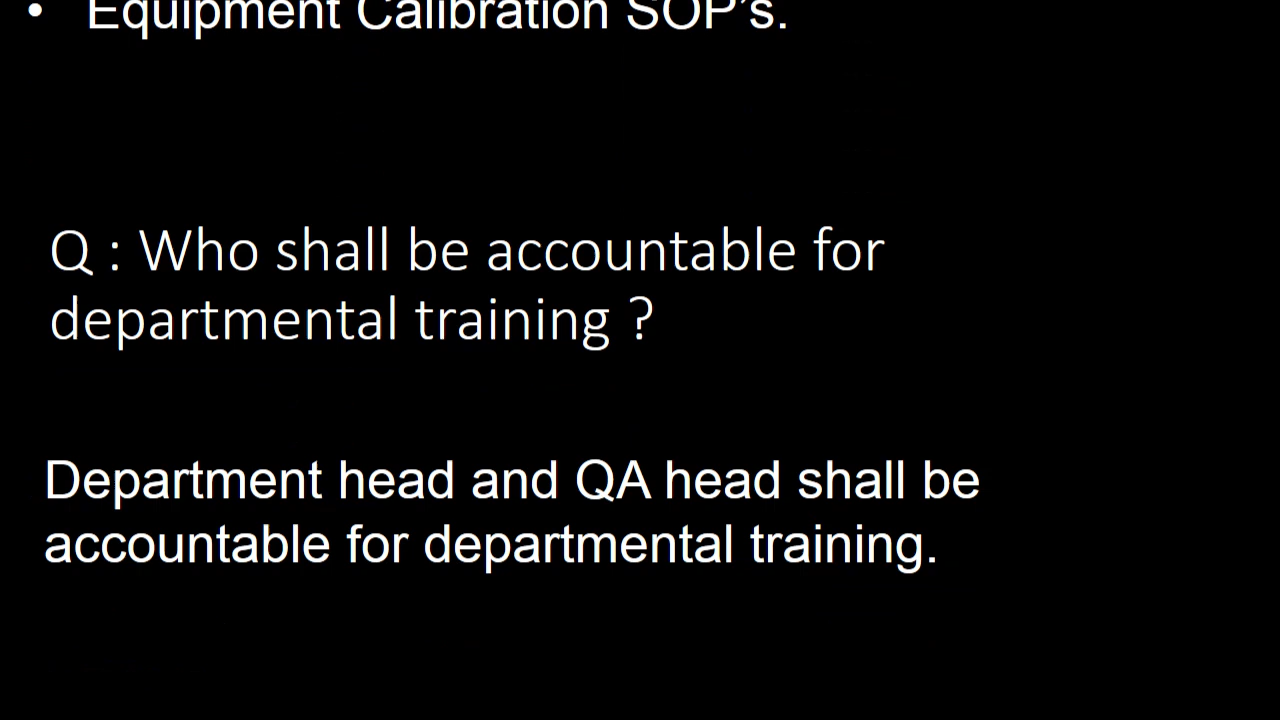 • Equipment Calibration SOP's.
Q : Who shall be accountable for
departmental training ?
Department head and QA head shall be
accountable for departmental training.